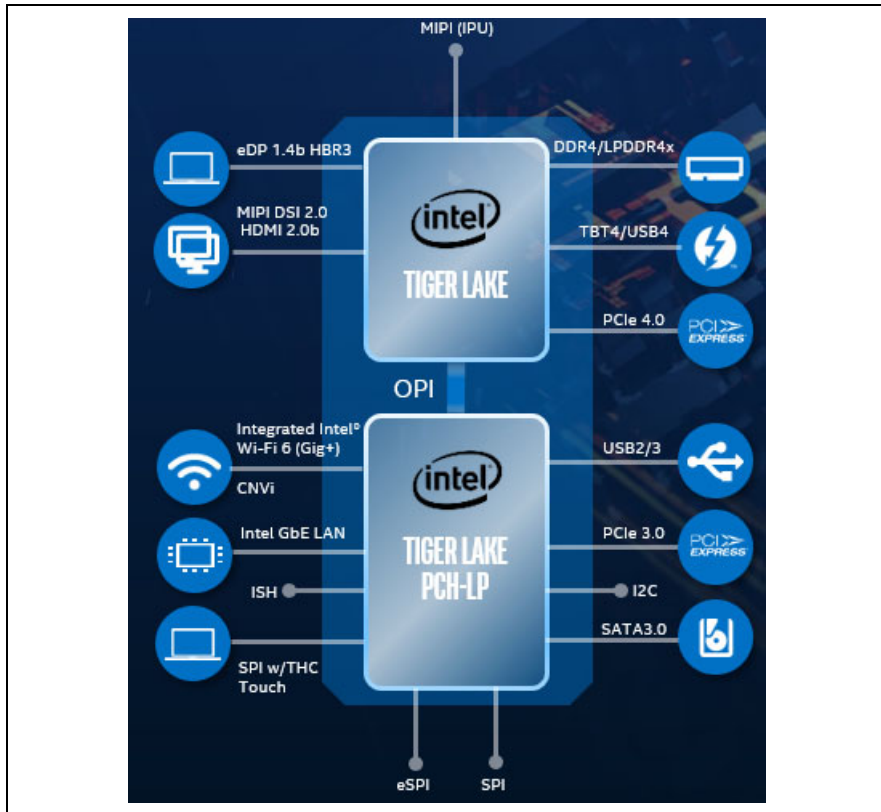 MIPI (IPU)
eDP 1.4b HBR3
DDR4/LPDDR4x
MIPI DSI 2.0
HDMI 2.0b
intel
TBT4/USB4
TIGER LAKE
PCIe 4.0
PCI
EXPRESS
OPI
Integrated Intel®
Wi-Fi 6 (Gig+)
CNVi
intel
USB2/3
Intel GbE LAN
TIGER LAKE
PCH-LP
PCIe 3.0
PCI
EXPRESS
ISH
I2C
SATA3.0
SPI w/THC
Touch
eSPI
SPI